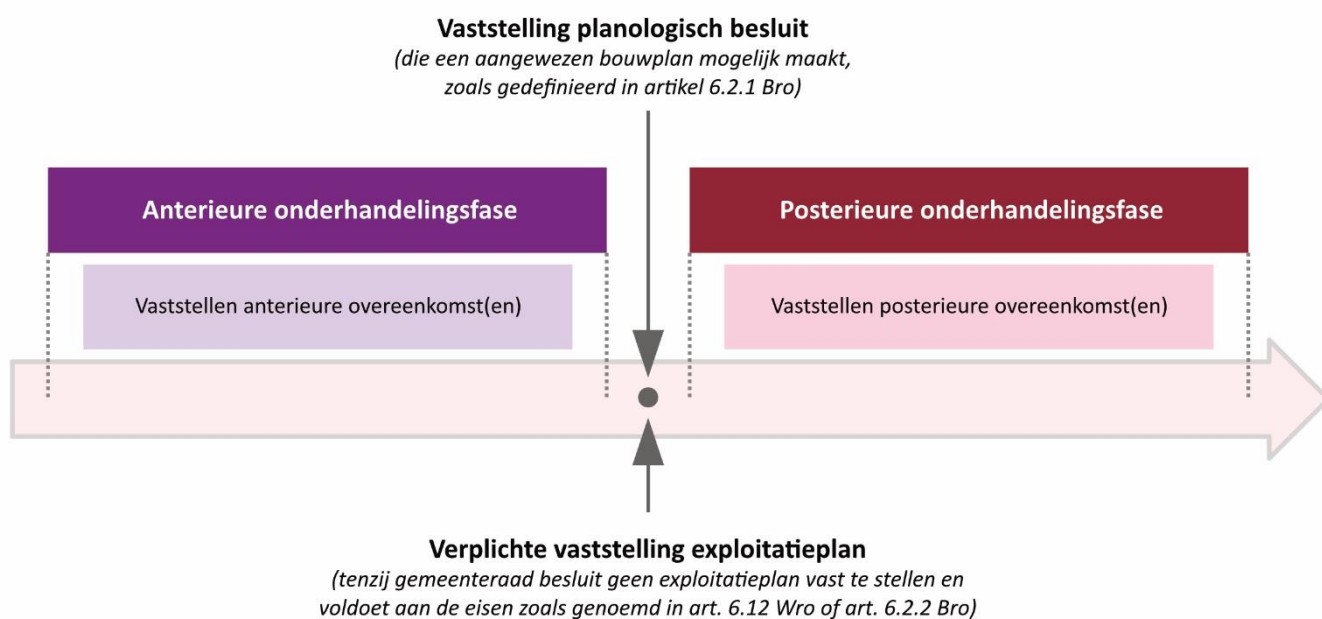 Vaststelling planologisch besluit
(die een aangewezen bouwplan mogelijk maakt,
zoals gedefinieerd in artikel 6.2.1 Bro)
Anterieure onderhandelingsfase
Posterieure onderhandelingsfase
Vaststellen anterieure overeenkomst(en)
Vaststellen posterieure overeenkomst(en)
Verplichte vaststelling exploitatieplan
(tenzij gemeenteraad besluit geen exploitatieplan vast te stellen en
voldoet aan de eisen zoals genoemd in art. 6.12 Wro of art. 6.2.2 Bro)